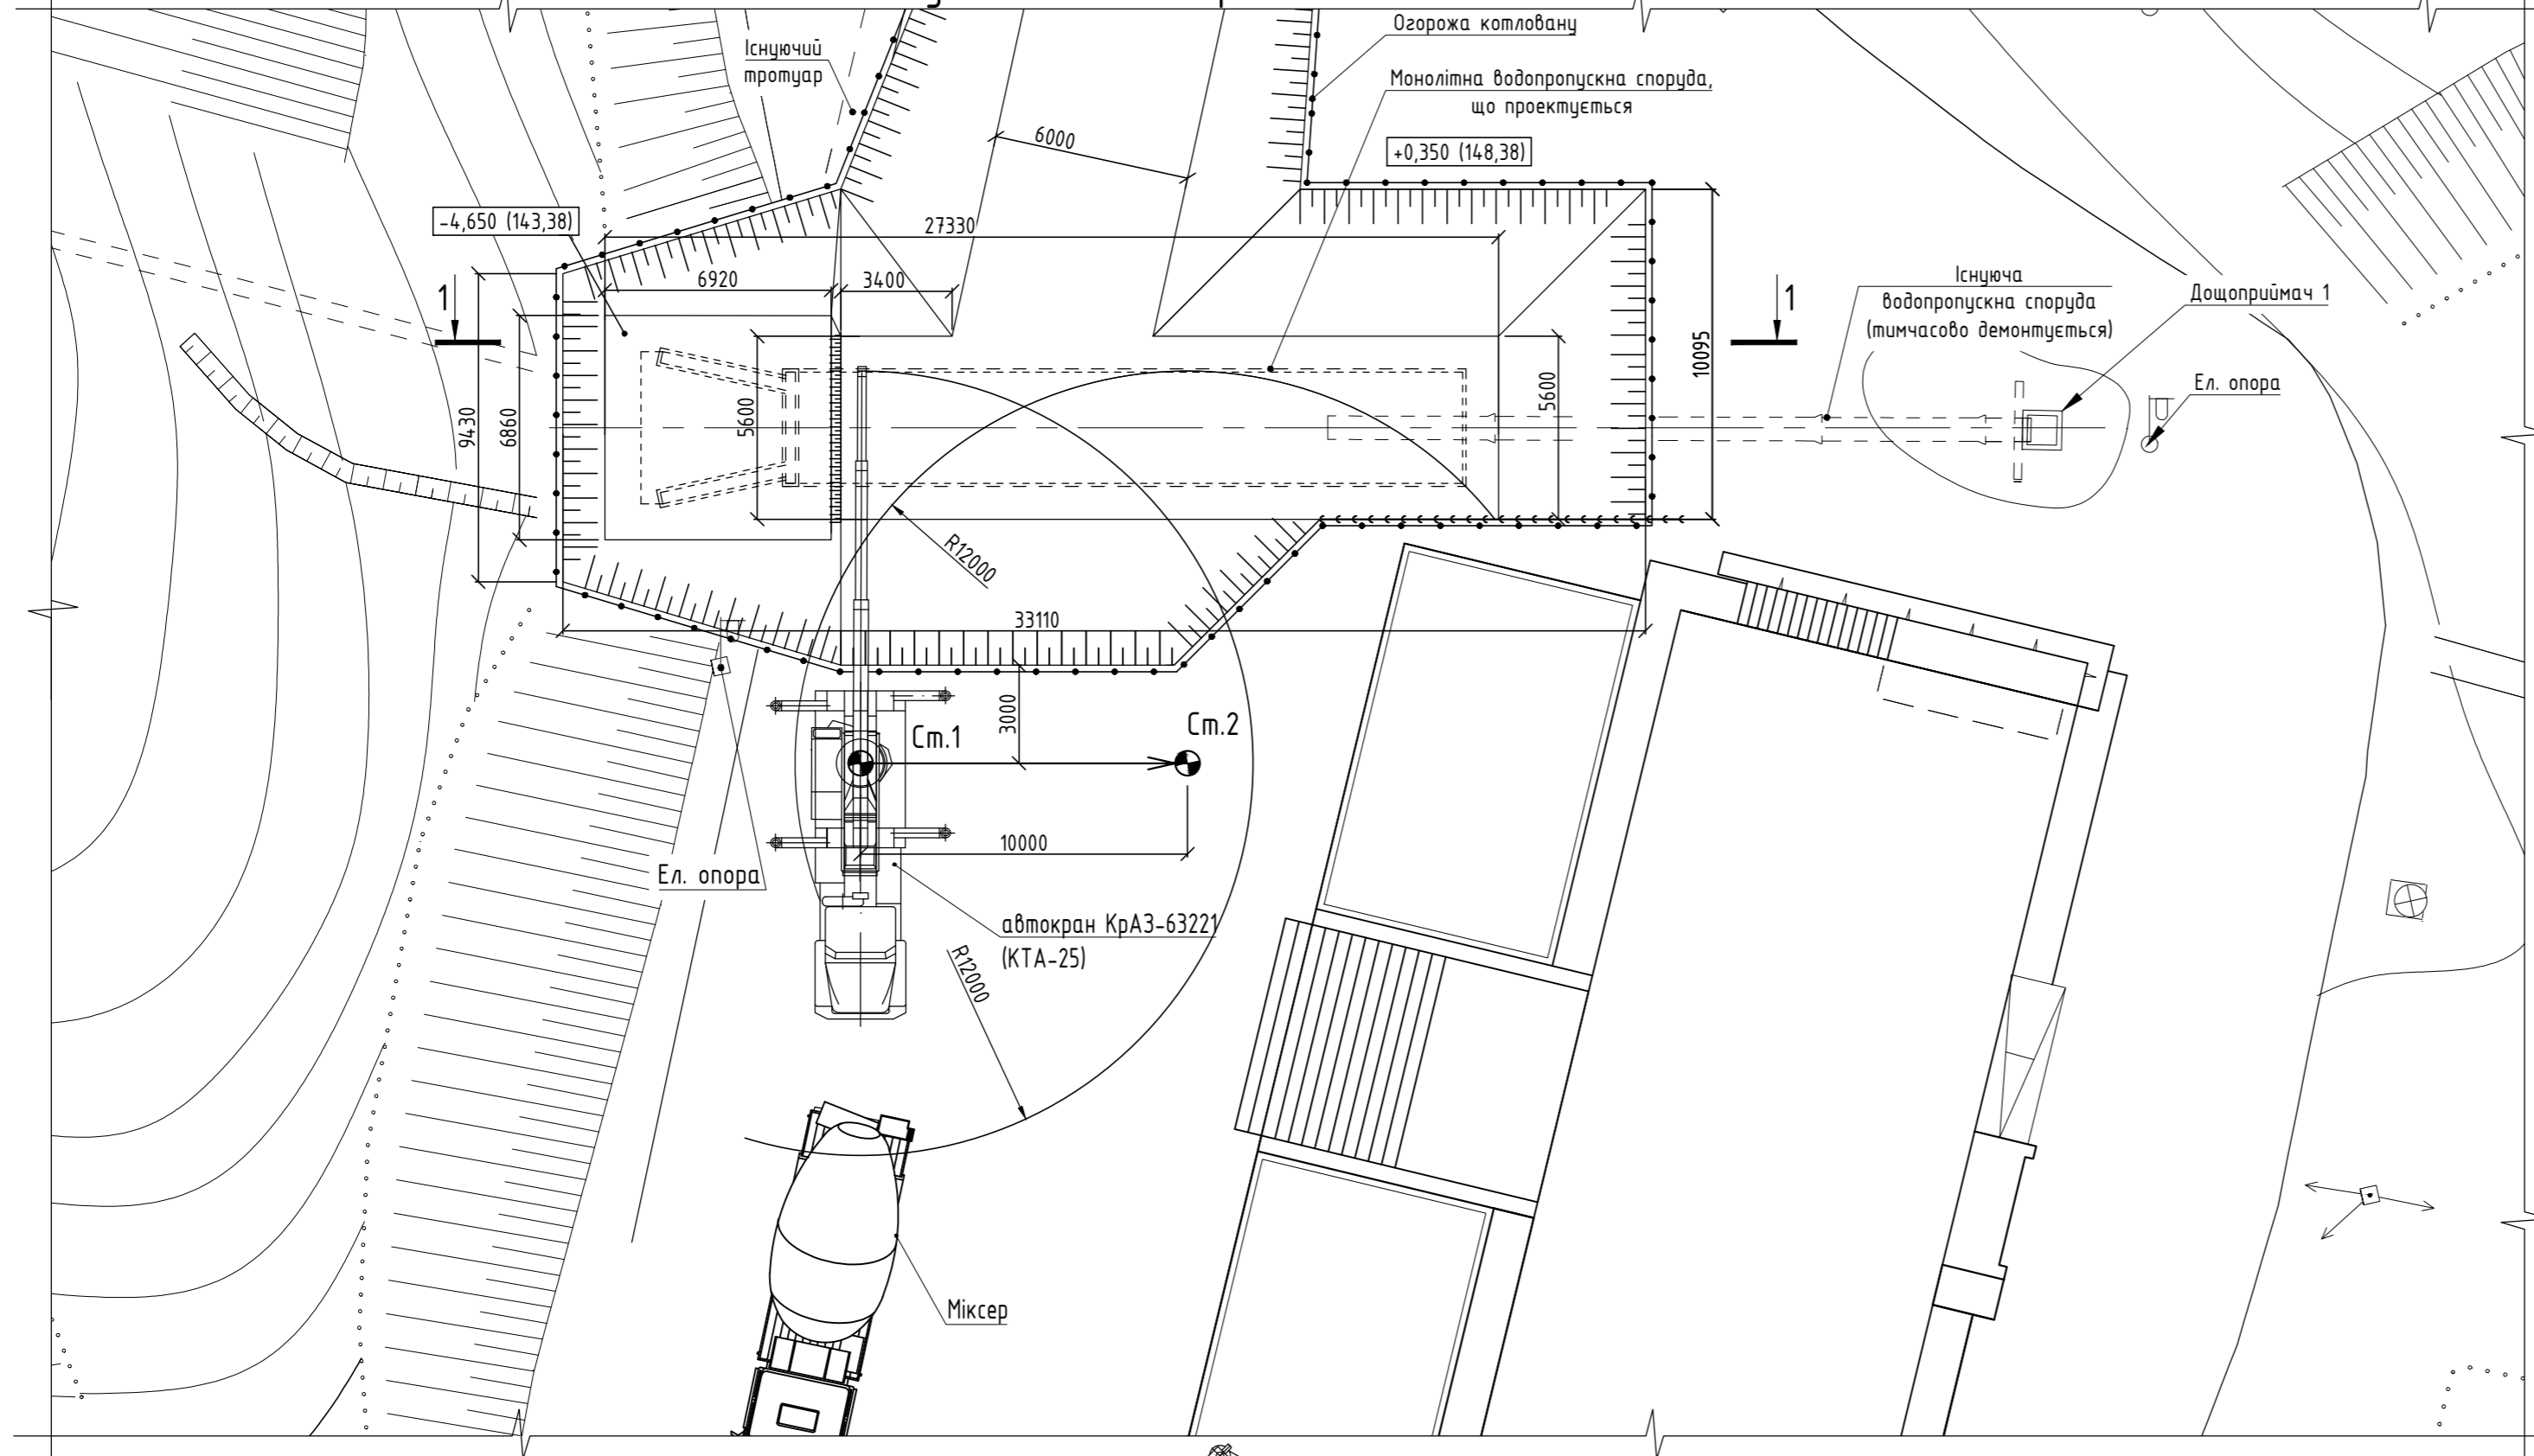 Огорожа котловану
Існуючий
тротуар
Монолітна водопропускна споруда,
що проектується
6000
+0,350 (148,38)
-4,650 (143,38)
27330
6920
3400
1
1
Існуюча
водопропускна споруда
(тимчасово демонтується)
Дощоприймач 1
Ел. опора
9430
6860
5600
5600
10095
R12000
33110
3000
Ст.1
Ст.2
10000
Ел. опора
автокран КрАЗ-63221
(КТА-25)
R12000
Міксер